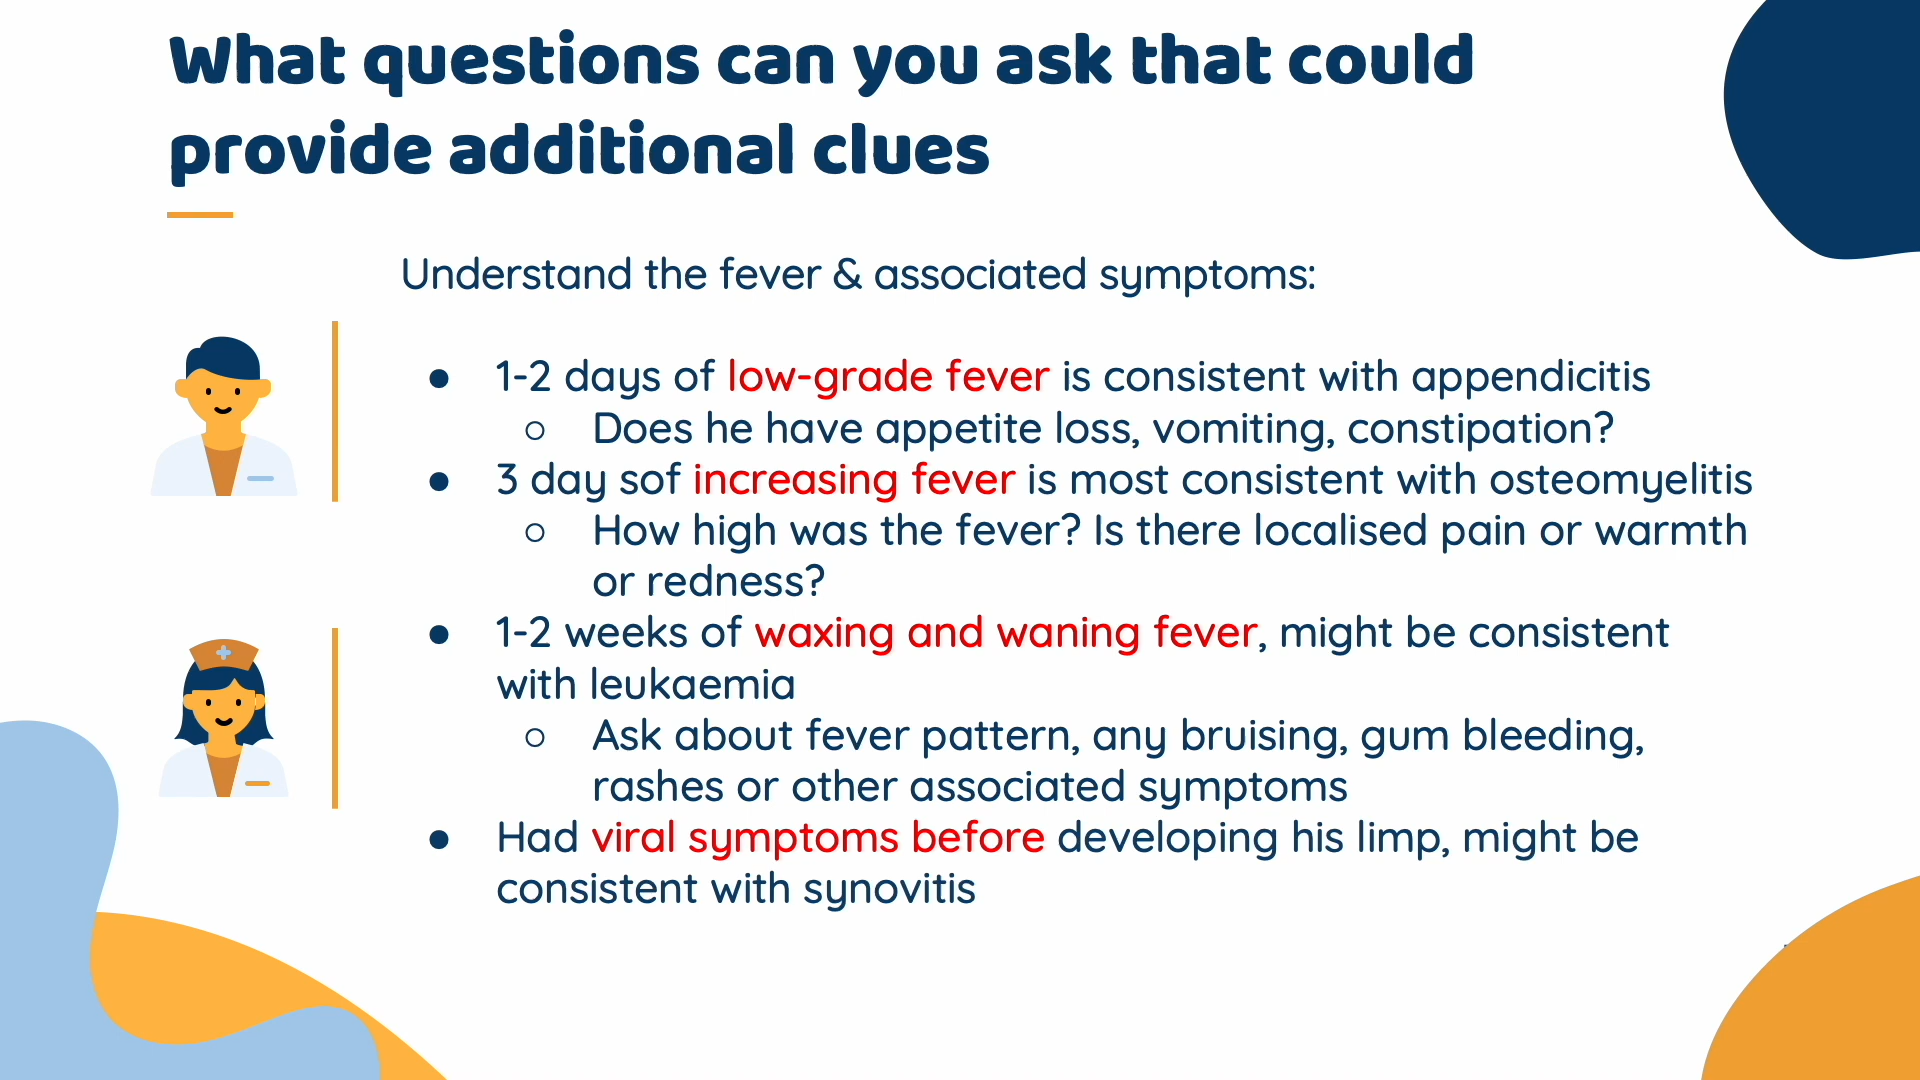 What questions can you ask that could
provide additional clues
Understand the fever & associated symptoms:
● 1-2 days of low-grade fever is consistent with appendicitis
○ Does he have appetite loss, vomiting, constipation?
● 3 day sof increasing fever is most consistent with osteomyelitis
○ How high was the fever? Is there localised pain or warmth
or redness?
● 1-2 weeks of waxing and waning fever, might be consistent
with leukaemia
○ Ask about fever pattern, any bruising, gum bleeding,
rashes or other associated symptoms
● Had viral symptoms before developing his limp, might be
consistent with synovitis